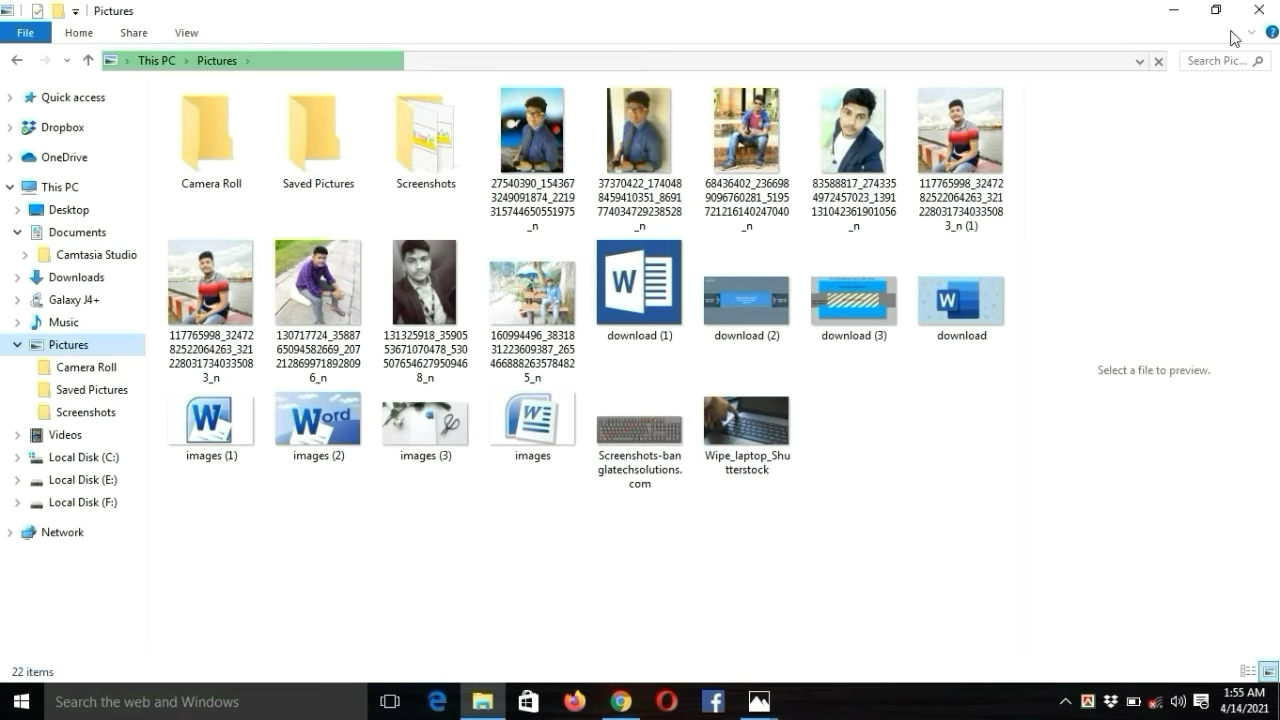 Pictures
File Home Share View
This PC Pictures
Search Pic...
Quick access
Dropbox
OneDrive
This PC
Desktop
Documents
Camtasia Studio
Downloads
Galaxy J4+
Music
Pictures
Camera Roll
Saved Pictures
Screenshots
Videos
Local Disk (C:)
Local Disk (E:)
Local Disk (F:)
Network
Camera Roll
Saved Pictures
Screenshots
27540390_154367
3249091874_2219
315744650551975
_n
37370422_174048
8459410351_8691
774034729238528
_n
68436402_236698
9096760281_5195
721216140247040
_n
83588817_274335
4972457023_1391
131042361901056
_n
117765998_32472
82522064263_321
228031734033508
3_n (1)
117765998_32472
82522064263_321
228031734033508
3_n
130717724_35887
65094582669_207
212869971892809
6_n
131325918_35905
53671070478_530
507654627950946
8_n
160994496_38318
31223609387_265
466888263578482
5_n
download (1)
download (2)
download (3)
download
images (1)
images (2)
images (3)
images
Screenshots-ban
glatechsolutions.
com
Wipe_laptop_Shu
tterstock
Word
Select a file to preview.
22 items
Search the web and Windows
1:55 AM
4/14/2021